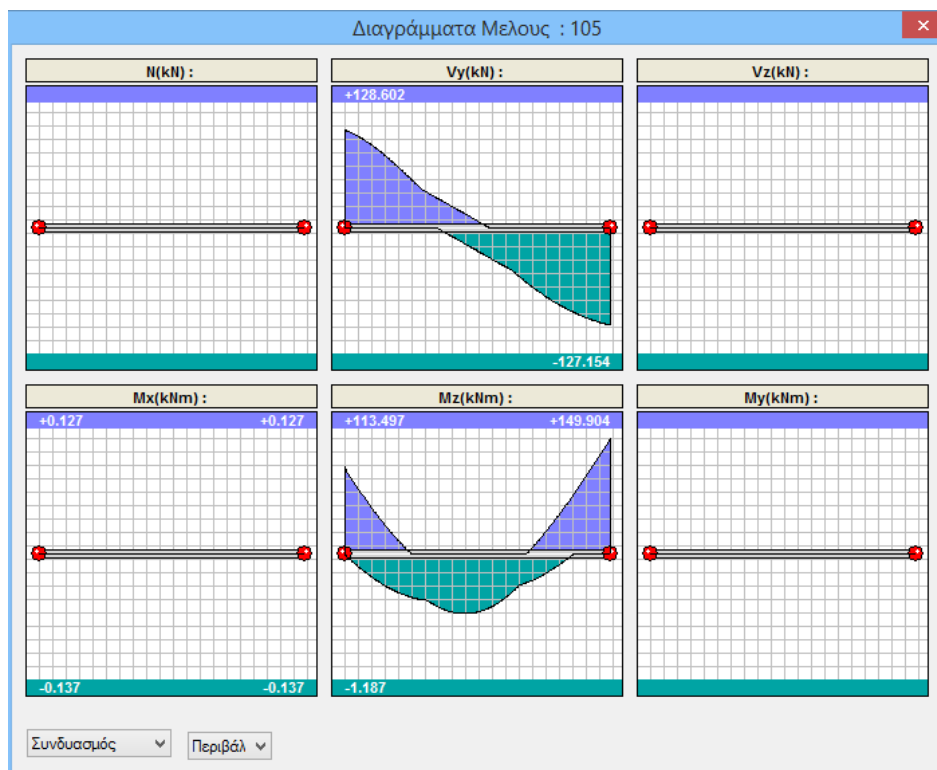 Διαγράμματα Μελους : 105
N(kN) :
Vy(kN) :
Vz(kN) :
+128.602
-127.154
Mx(kNm) :
Mz(kNm) :
My(kNm) :
+0.127 +0.127
+113.497 +149.904
-0.137 -0.137
-1.187
Συνδυασμός
Περιβάλ